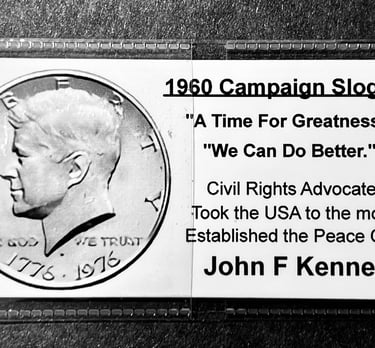 1960 Campaign Slog
"A Time For Greatness
"We Can Do Better."
Civil Rights Advocate
Took the USA to the mo
Established the Peace C
John F Kenne
ERTY
GOD WE TRUST
1776 • 1976